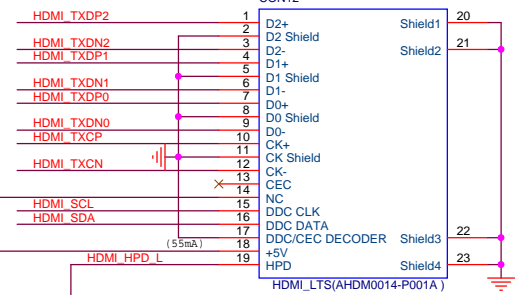 HDMI_TXDP2 1 D2+ Shield1 20
2 D2 Shield
HDMI_TXDN2 3 D2- Shield2 21
HDMI_TXDP1 4 D1+
5 D1 Shield
HDMI_TXDN1 6 D1-
HDMI_TXDP0 7 D0+
8 D0 Shield
HDMI_TXDN0 9 D0-
HDMI_TXCP 10 CK+
11 CK Shield
HDMI_TXCN 12 CK-
13 CEC
14 NC
HDMI_SCL 15 DDC CLK
HDMI_SDA 16 DDC DATA
17 DDC/CEC DECODER Shield3 22
(55mA) 18 +5V
HDMI_HPD_L 19 HPD Shield4 23
HDMI_LTS(AHDM0014-P001A )